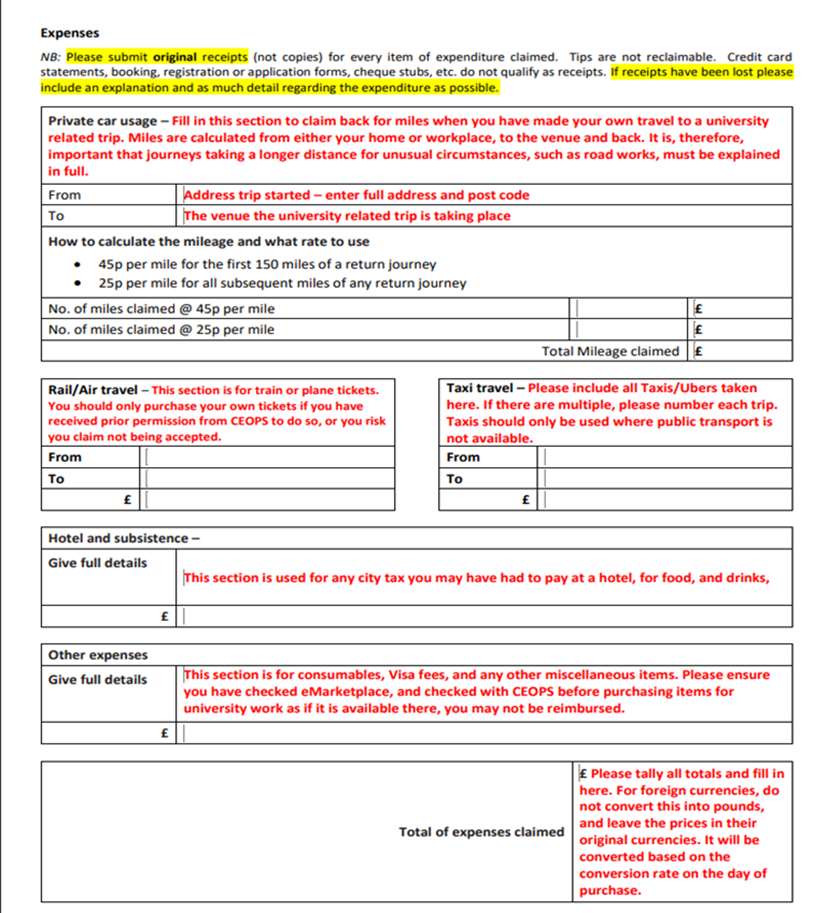 Expenses
NB: Please submit original receipts (not copies) for every item of expenditure claimed. Tips are not reclaimable. Credit card
statements, booking, registration or application forms, cheque stubs, etc. do not qualify as receipts. If receipts have been lost please
include an explanation and as much detail regarding the expenditure as possible.
Private car usage – Fill in this section to claim back for miles when you have made your own travel to a university
related trip. Miles are calculated from either your home or workplace, to the venue and back. It is, therefore,
important that journeys taking a longer distance for unusual circumstances, such as road works, must be explained
in full.
From Address trip started – enter full address and post code
To The venue the university related trip is taking place
How to calculate the mileage and what rate to use
• 45p per mile for the first 150 miles of a return journey
• 25p per mile for all subsequent miles of any return journey
No. of miles claimed @ 45p per mile £
No. of miles claimed @ 25p per mile £
Total Mileage claimed £
Rail/Air travel – This section is for train or plane tickets.
You should only purchase your own tickets if you have
received prior permission from CEOPS to do so, or you risk
you claim not being accepted.
From
To
£
Taxi travel – Please include all Taxis/Ubers taken
here. If there are multiple, please number each trip.
Taxis should only be used where public transport is
not available.
From
To
£
Hotel and subsistence –
Give full details
This section is used for any city tax you may have had to pay at a hotel, for food, and drinks,
£
Other expenses
Give full details This section is for consumables, Visa fees, and any other miscellaneous items. Please ensure
you have checked eMarketplace, and checked with CEOPS before purchasing items for
university work as if it is available there, you may not be reimbursed.
£
Total of expenses claimed
£ Please tally all totals and fill in
here. For foreign currencies, do
not convert this into pounds,
and leave the prices in their
original currencies. It will be
converted based on the
conversion rate on the day of
purchase.